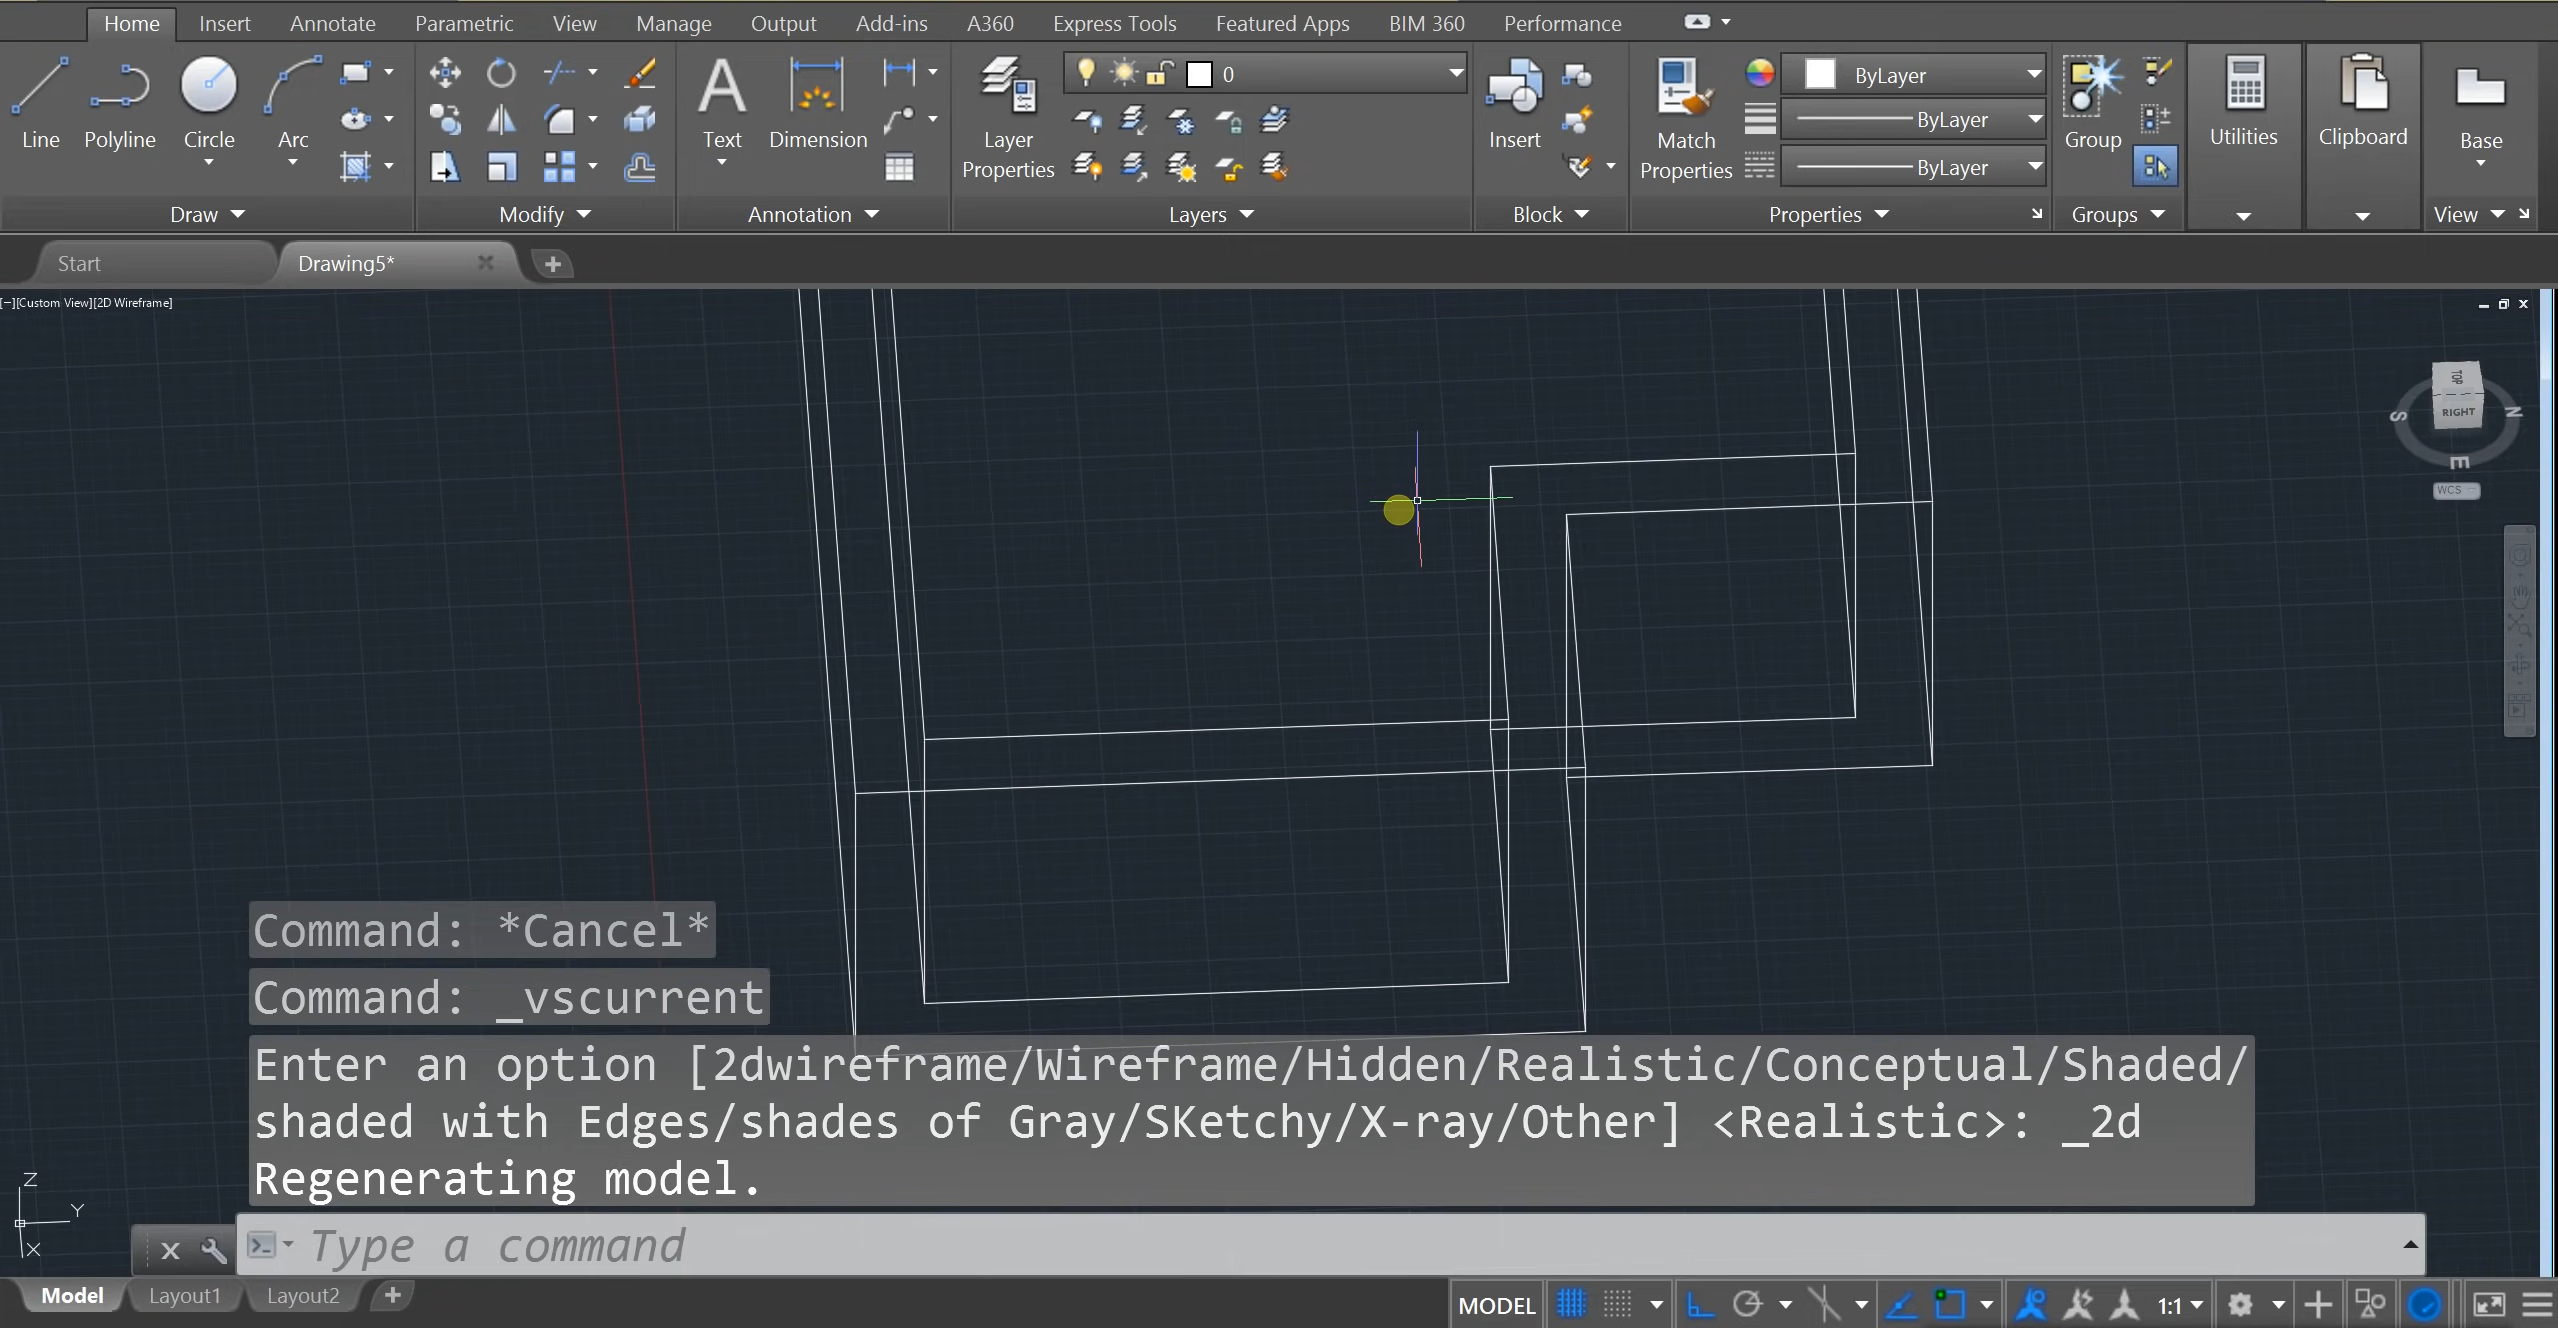 Home Insert Annotate Parametric View Manage Output Add-ins A360 Express Tools Featured Apps BIM 360 Performance
0
ByLayer
ByLayer
ByLayer
Line Polyline Circle Arc
Text Dimension
Layer Properties
Insert
Match Properties
Group
Utilities
Clipboard
Base
Draw Modify Annotation Layers Block Properties Groups View
Start Drawing5*
[−][Custom View][2D Wireframe]
TOP
RIGHT
S N
E
WCS
Command: *Cancel*
Command: _vscurrent
Enter an option [2dwireframe/Wireframe/Hidden/Realistic/Conceptual/Shaded/
shaded with Edges/shades of Gray/SKetchy/X-ray/Other] <Realistic>: _2d
Regenerating model.
Z
Y
X
Type a command
Model Layout1 Layout2
MODEL 1:1